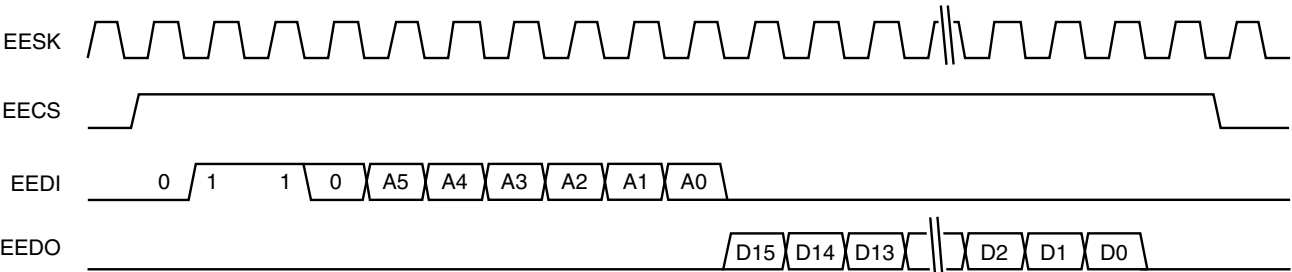 EESK
EECS
EEDI 0 1 1 0 A5 A4 A3 A2 A1 A0
EEDO D15 D14 D13 D2 D1 D0